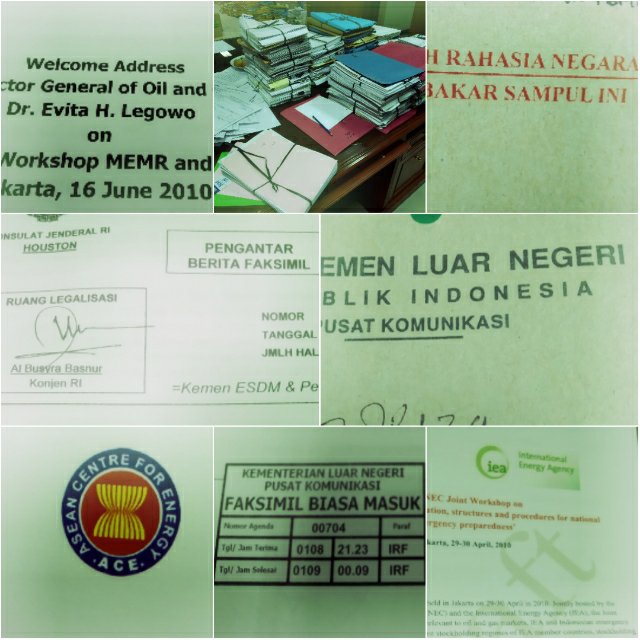 Welcome Address
ctor General of Oil and
Dr. Evita H. Legowo
on
Workshop MEMR and
karta, 16 June 2010
H RAHASIA NEGARA
BAKAR SAMPUL INI
ONSULAT JENDERAL RI
HOUSTON
PENGANTAR
BERITA FAKSIMIL
RUANG LEGALISASI
Al Busyra Basnur
Konjen RI
NOMOR
TANGGAL
JMLH HAL
=Kemen ESDM & Pe
EMEN LUAR NEGERI
BLIK INDONESIA
PUSAT KOMUNIKASI
ASEAN CENTRE FOR ENERGY
· ACE ·
KEMENTERIAN LUAR NEGERI
PUSAT KOMUNIKASI
FAKSIMIL BIASA MASUK
Nomor Agenda 00704 Paraf
Tgl/ Jam Terima 0108 21.23 IRF
Tgl/ Jam Selesai 0109 00.09 IRF
iea International
Energy Agency
NEC Joint Workshop on
ation, structures and procedures for national
ergency preparedness'
karta, 29-30 April, 2010
held in Jakarta on 29-30 April in 2010, jointly hosted by the
NEC) and the International Energy Agency (IEA), the
relevant to oil and gas markets, IEA and Indonesian emergency
stockholding regimes of IEA member countries, stockholding